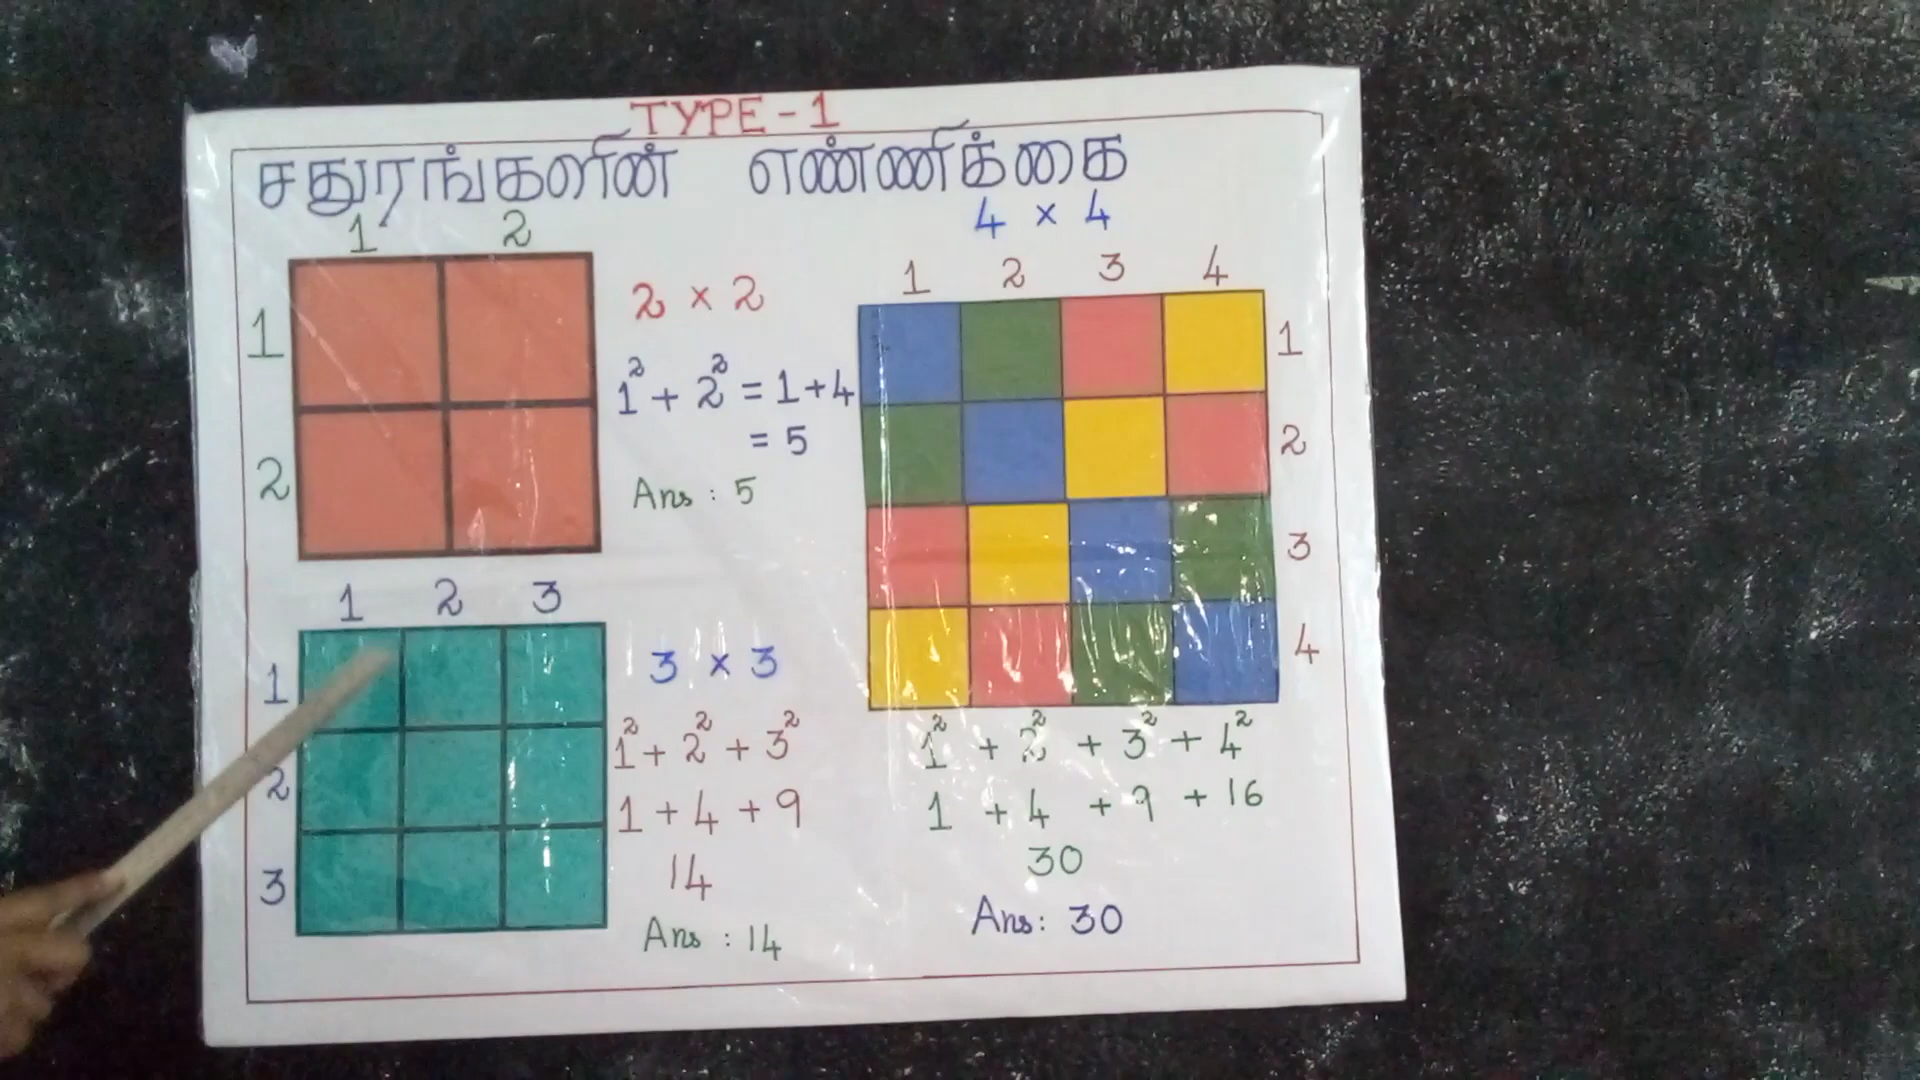 TYPE - 1
சதுரங்களின் எண்ணிக்கை
1 2
1
2
2 × 2
1² + 2² = 1 + 4
= 5
Ans : 5
1 2 3
1
2
3
3 × 3
1² + 2² + 3²
1 + 4 + 9
14
Ans : 14
4 × 4
1 2 3 4
1
2
3
4
1² + 2² + 3² + 4²
1 + 4 + 9 + 16
30
Ans: 30